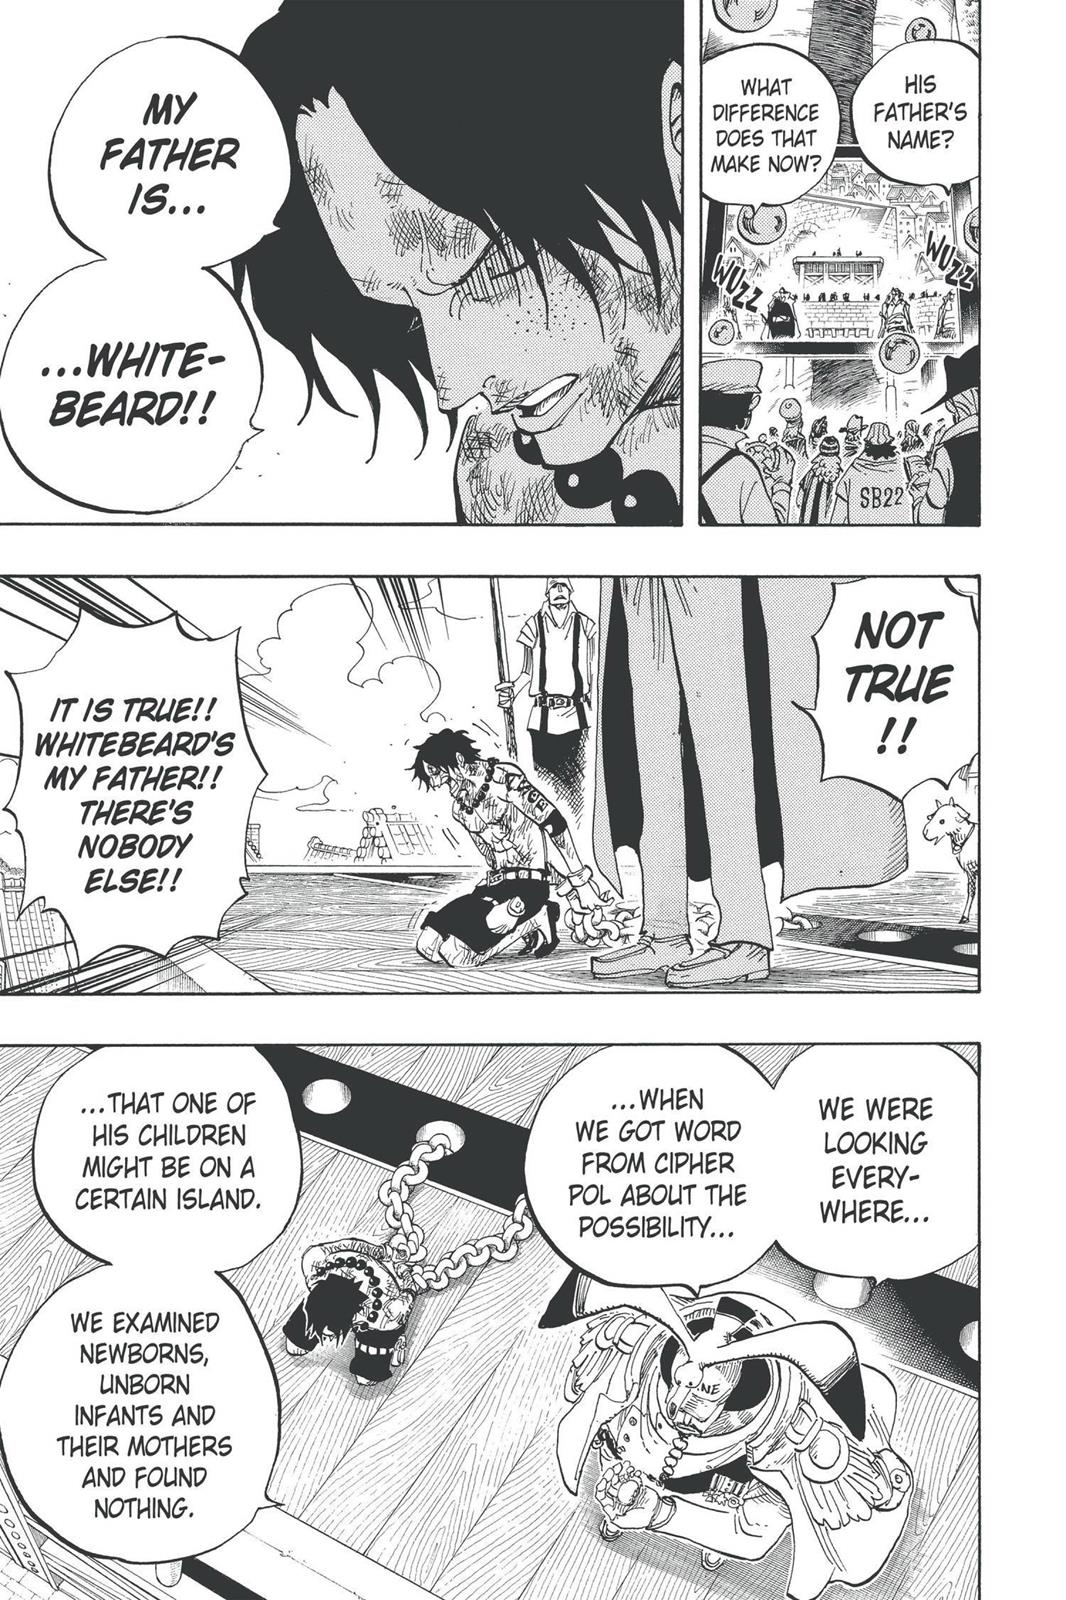 HIS
FATHER'S
NAME?
WHAT
DIFFERENCE
DOES THAT
MAKE NOW?
WUZZ
WUZZ
SB22
MY
FATHER
IS...
...WHITE-
BEARD!!
NOT
TRUE
!!
IT IS TRUE!!
WHITEBEARD'S
MY FATHER!!
THERE'S
NOBODY
ELSE!!
WE WERE
LOOKING
EVERY-
WHERE...
...WHEN
WE GOT WORD
FROM CIPHER
POL ABOUT THE
POSSIBILITY...
...THAT ONE OF
HIS CHILDREN
MIGHT BE ON A
CERTAIN ISLAND.
WE EXAMINED
NEWBORNS,
UNBORN
INFANTS AND
THEIR MOTHERS
AND FOUND
NOTHING.
INE